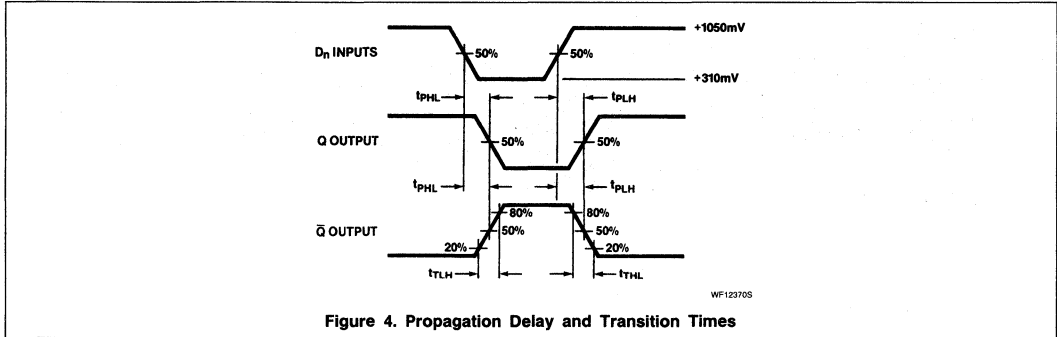 +1050mV
Dn INPUTS
50%
50%
+310mV
tPHL
tPLH
Q OUTPUT
50%
50%
tPHL
tPLH
80%
80%
Q̅ OUTPUT
50%
50%
20%
20%
tTLH
tTHL
WF12370S
Figure 4. Propagation Delay and Transition Times